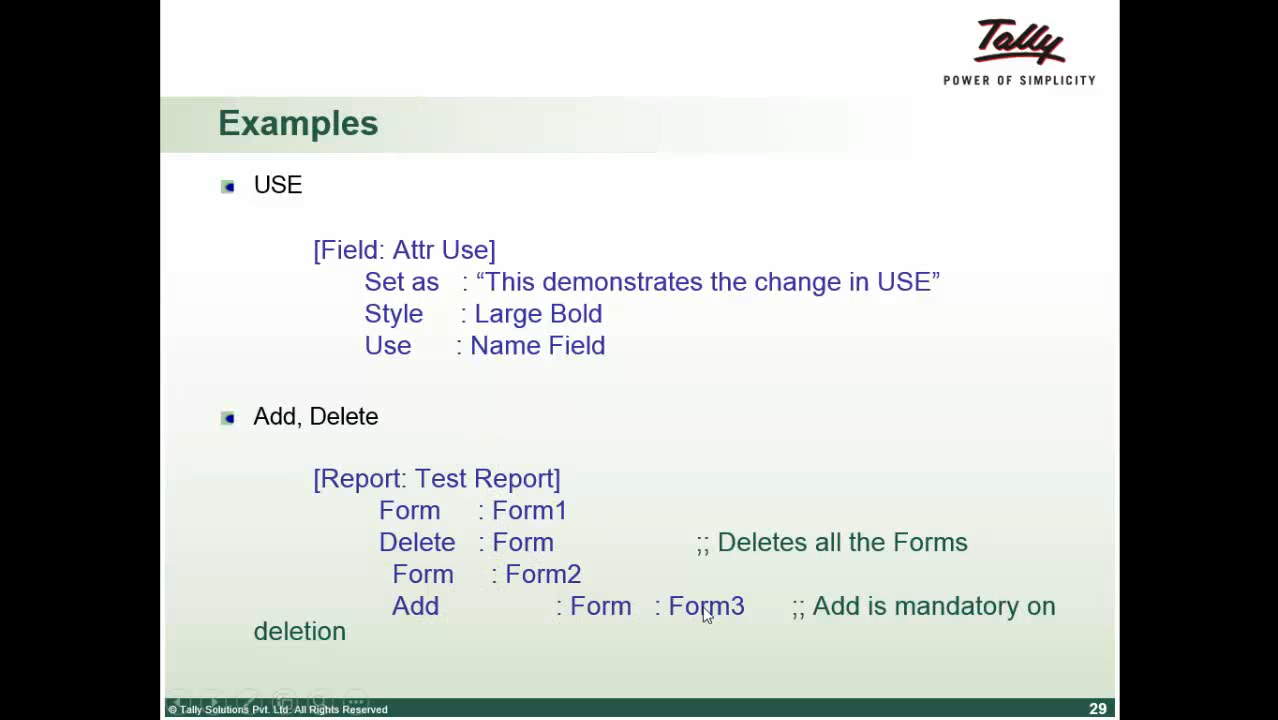 Tally
POWER OF SIMPLICITY
Examples
USE
[Field: Attr Use]
Set as : “This demonstrates the change in USE”
Style : Large Bold
Use : Name Field
Add, Delete
[Report: Test Report]
Form : Form1
Delete : Form ;; Deletes all the Forms
Form : Form2
Add : Form : Form3 ;; Add is mandatory on
deletion
© Tally Solutions Pvt. Ltd. All Rights Reserved 29